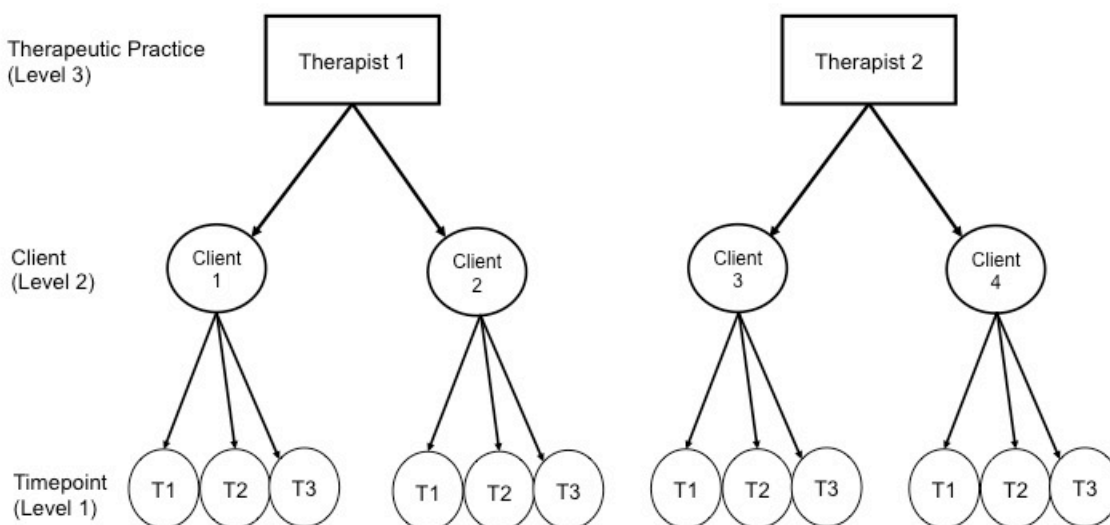 Therapeutic Practice
(Level 3)
Therapist 1
Therapist 2
Client
(Level 2)
Client
1
Client
2
Client
3
Client
4
Timepoint
(Level 1)
T1
T2
T3
T1
T2
T3
T1
T2
T3
T1
T2
T3